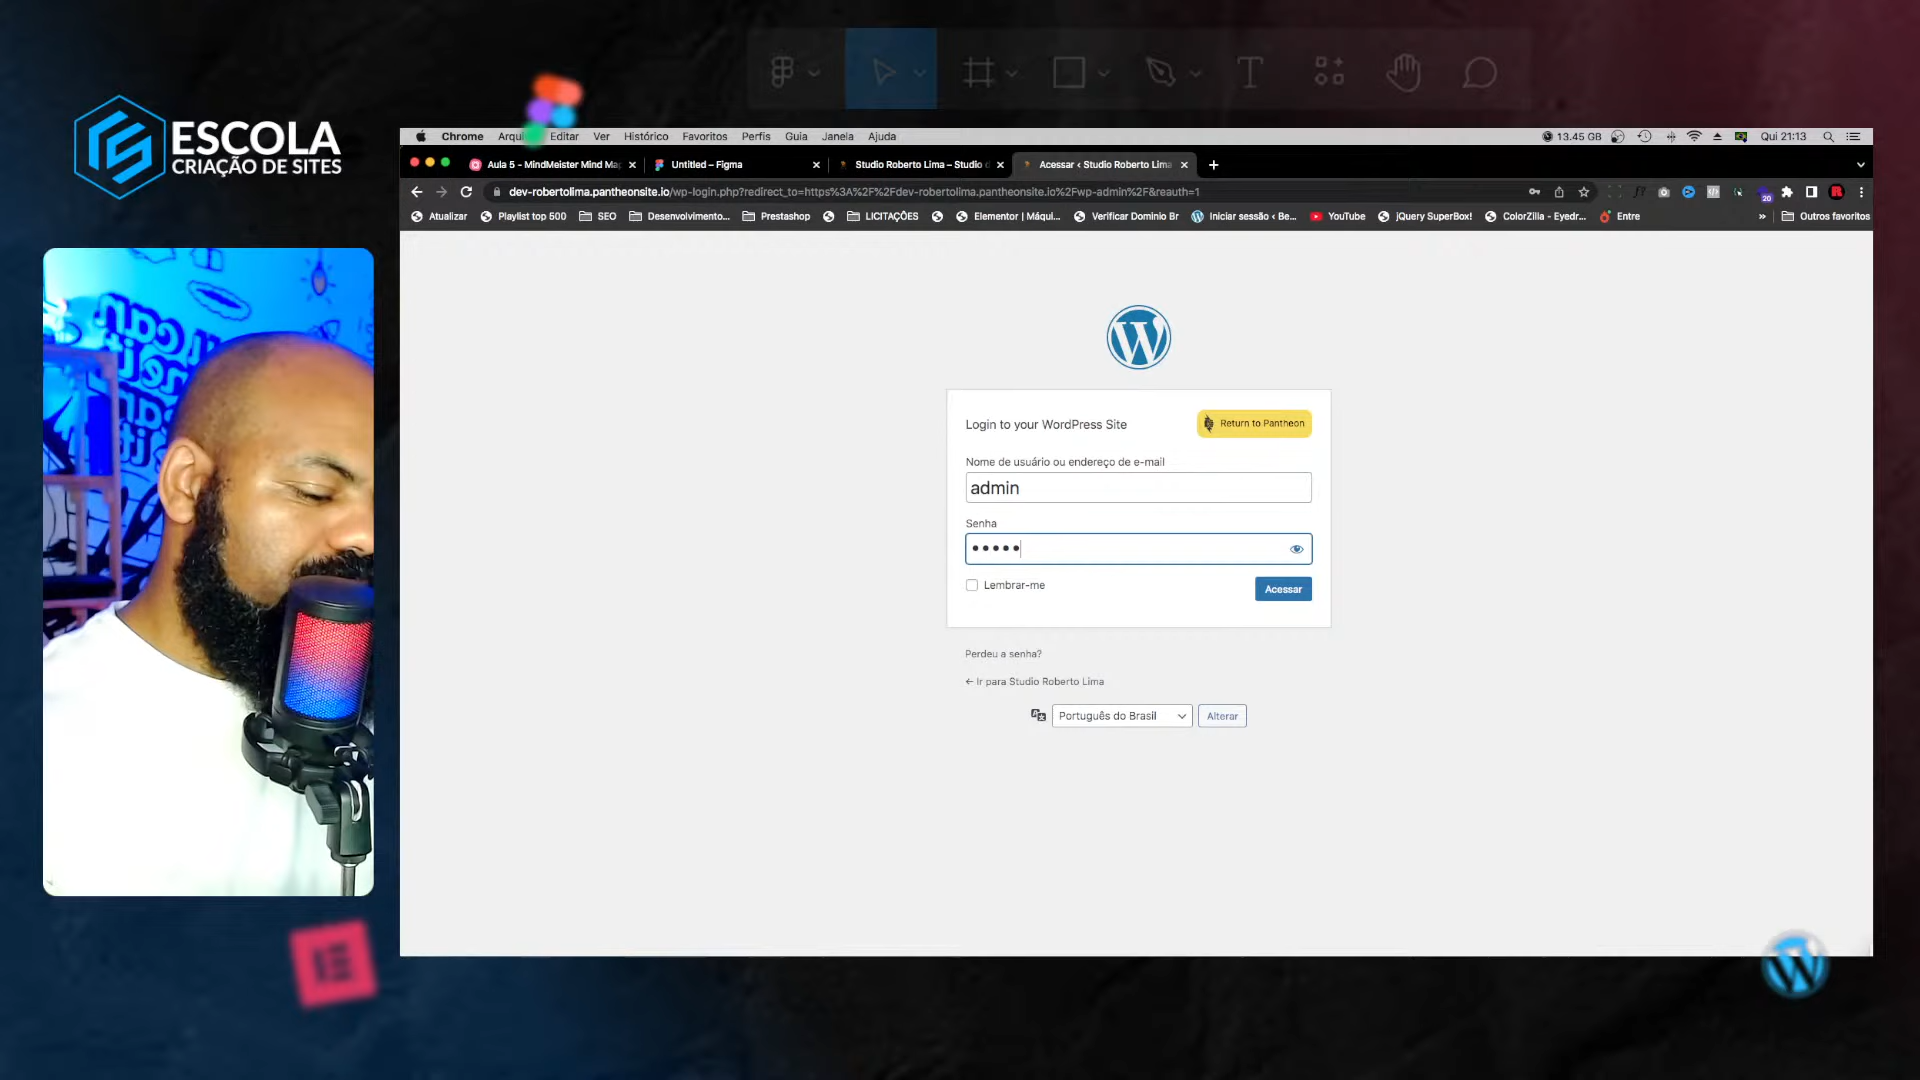 ESCOLA
CRIAÇÃO DE SITES
Chrome Arqui Editar Ver Histórico Favoritos Perfis Guia Janela Ajuda
13.45 GB Qui 21:13
Aula 5 - MindMeister Mind Ma
Untitled – Figma
Studio Roberto Lima – Studio d
Acessar ‹ Studio Roberto Lima
dev-robertolima.pantheonsite.io/wp-login.php?redirect_to=https%3A%2F%2Fdev-robertolima.pantheonsite.io%2Fwp-admin%2F&reauth=1
20
Atualizar Playlist top 500 SEO Desenvolvimento... Prestashop LICITAÇÕES Elementor | Máqui... Verificar Dominio Br Iniciar sessão ‹ Be... YouTube jQuery SuperBox! ColorZilla - Eyedr... Entre » Outros favoritos
Login to your WordPress Site
Return to Pantheon
Nome de usuário ou endereço de e-mail
admin
Senha
•••••
Lembrar-me
Acessar
Perdeu a senha?
← Ir para Studio Roberto Lima
Português do Brasil
Alterar